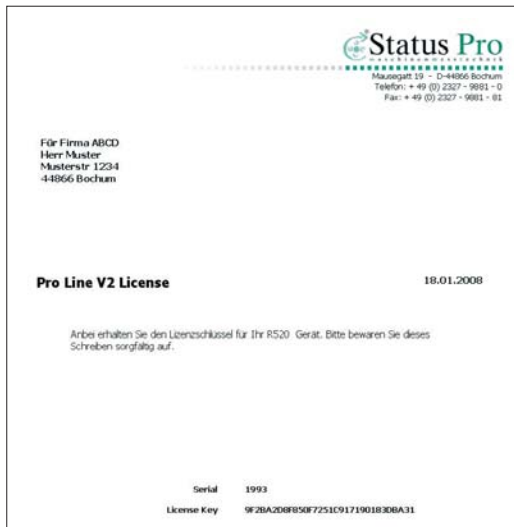 Status Pro
maschinenmesstechnik
Mausegatt 19 - D-44866 Bochum
Telefon: + 49 (0) 2327 - 9881 - 0
Fax: + 49 (0) 2327 - 9881 - 81
Für Firma ABCD
Herr Muster
Musterstr 1234
44866 Bochum
Pro Line V2 License 18.01.2008
Anbei erhalten Sie den Lizenzschlüssel für Ihr R520 Gerät. Bitte bewaren Sie dieses
Schreiben sorgfältig auf.
Serial 1993
License Key 9F2BA2D8F850F7251C917190183DBA31